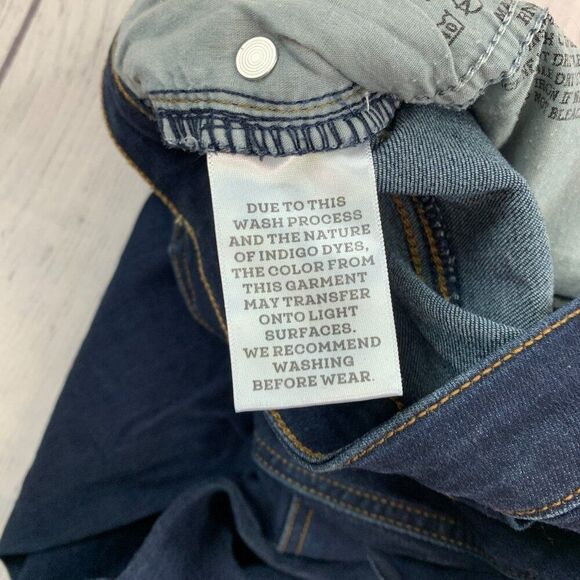 DUE TO THIS
WASH PROCESS
AND THE NATURE
OF INDIGO DYES,
THE COLOR FROM
THIS GARMENT
MAY TRANSFER
ONTO LIGHT
SURFACES.
WE RECOMMEND
WASHING
BEFORE WEAR.